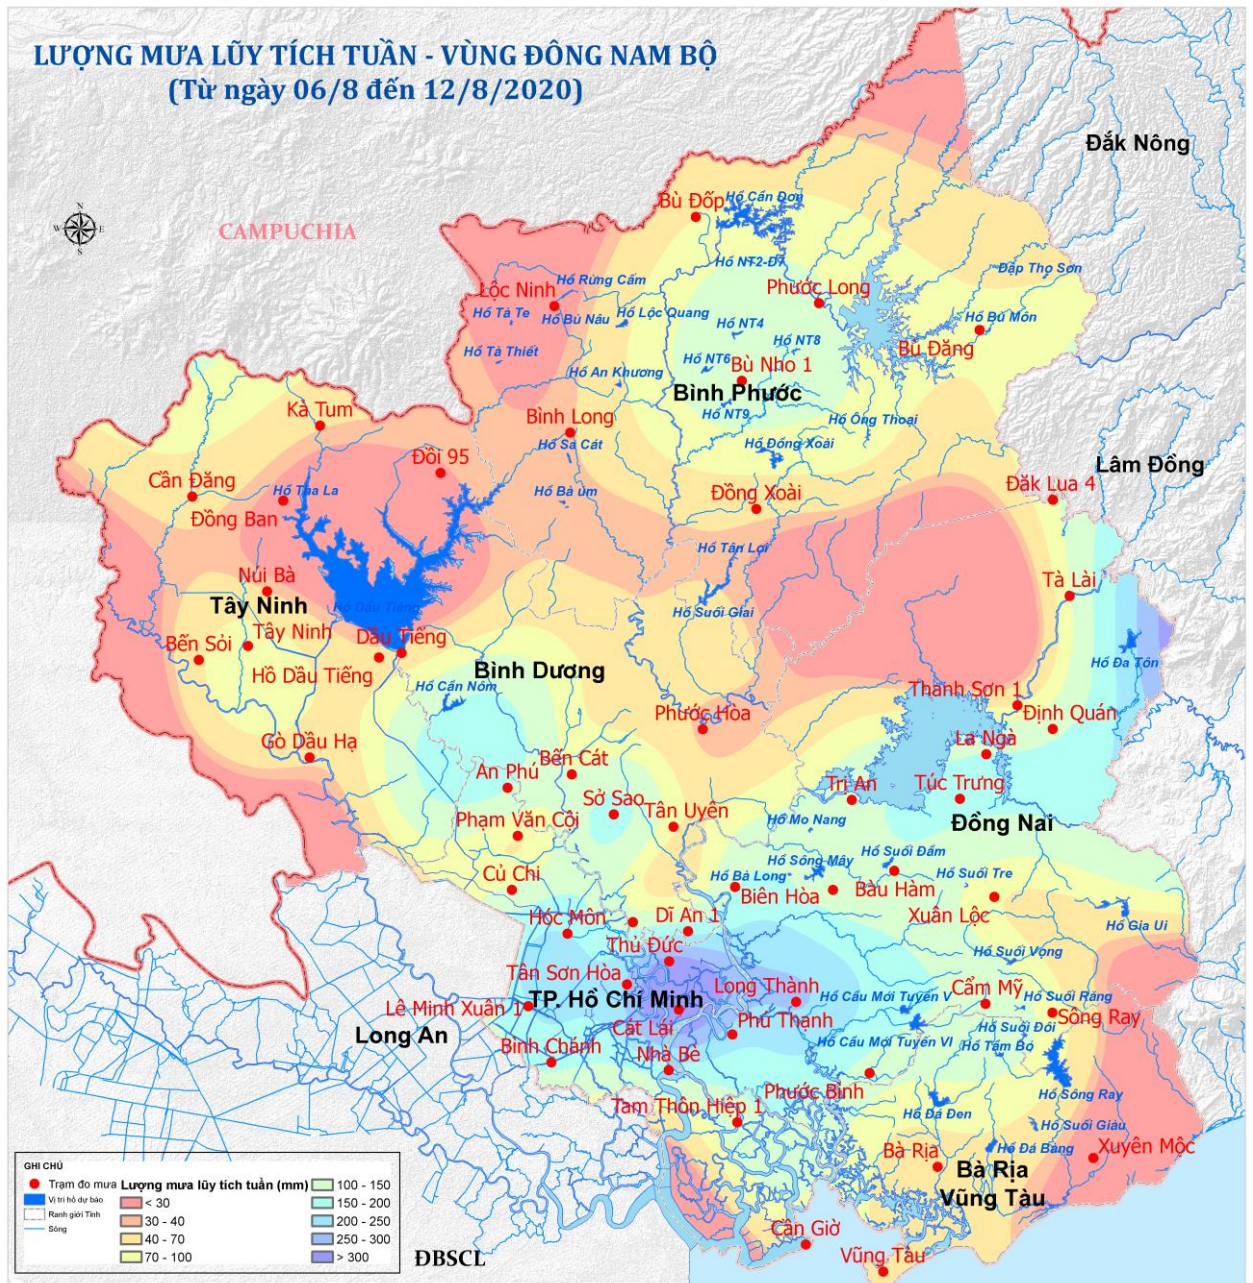 LƯỢNG MƯA LŨY TÍCH TUẦN - VÙNG ĐÔNG NAM BỘ
(Từ ngày 06/8 đến 12/8/2020)
Đắk Nông
N
W E
S
CAMPUCHIA
Bù Đốp
Hồ Cần Đơn
Hồ NT2-Đ7
Đập Thọ Sơn
Hồ Rừng Cấm
Phước Long
Lộc Ninh
Hồ Tà Te
Hồ Bù Nâu
Hồ Lộc Quang
Hồ NT4
Hồ Bù Môn
Hồ NT8
Bù Đăng
Hồ Tà Thiết
Hồ NT6
Bù Nho 1
Hồ An Khương
Bình Phước
Kà Tum
Bình Long
Hồ NT9
Hồ Ông Thoại
Hồ Sa Cát
Hồ Đồng Xoài
Đồi 95
Lâm Đồng
Cần Đăng
Hồ Tha La
Hồ Bà Úm
Đồng Xoài
Đăk Lua 4
Đồng Ban
Hồ Tân Lợi
Núi Bà
Tà Lài
Tây Ninh
Hồ Dầu Tiếng
Hồ Suối Giai
Tây Ninh
Bến Sỏi
Dầu Tiếng
Hồ Dầu Tiếng
Bình Dương
Hồ Đa Tôn
Hồ Cần Nôm
Thanh Sơn 1
Phước Hòa
Định Quán
Gò Dầu Hạ
La Ngà
Bến Cát
An Phú
Trị An
Túc Trưng
Sở Sao
Tân Uyên
Phạm Văn Cội
Hồ Mo Nang
Đồng Nai
Hồ Sông Mây
Hồ Suối Đầm
Củ Chi
Hồ Bà Long
Hồ Suối Tre
Biên Hòa
Bàu Hàm
Hóc Môn
Dĩ An 1
Xuân Lộc
Hồ Gia Ui
Thủ Đức
Hồ Suối Vọng
Tân Sơn Hòa
Long Thành
TP. Hồ Chí Minh
Hồ Cầu Mới Tuyến V
Cẩm Mỹ
Hồ Suối Răng
Lê Minh Xuân 1
Sông Ray
Long An
Cát Lái
Phú Thạnh
Hồ Suối Đôi
Bình Chánh
Nhà Bè
Hồ Cầu Mới Tuyến VI
Hồ Tầm Bó
Phước Bình
Hồ Sông Ray
Tam Thôn Hiệp 1
Hồ Đá Đen
Hồ Suối Giàu
Bà Rịa
Hồ Đá Bàng
Xuyên Mộc
Bà Rịa
Vũng Tàu
Cần Giờ
Vũng Tàu
ĐBSCL
GHI CHÚ
Trạm đo mưa
Vị trí hồ dự báo
Ranh giới Tỉnh
Sông
Lượng mưa lũy tích tuần (mm)
< 30
30 - 40
40 - 70
70 - 100
100 - 150
150 - 200
200 - 250
250 - 300
> 300